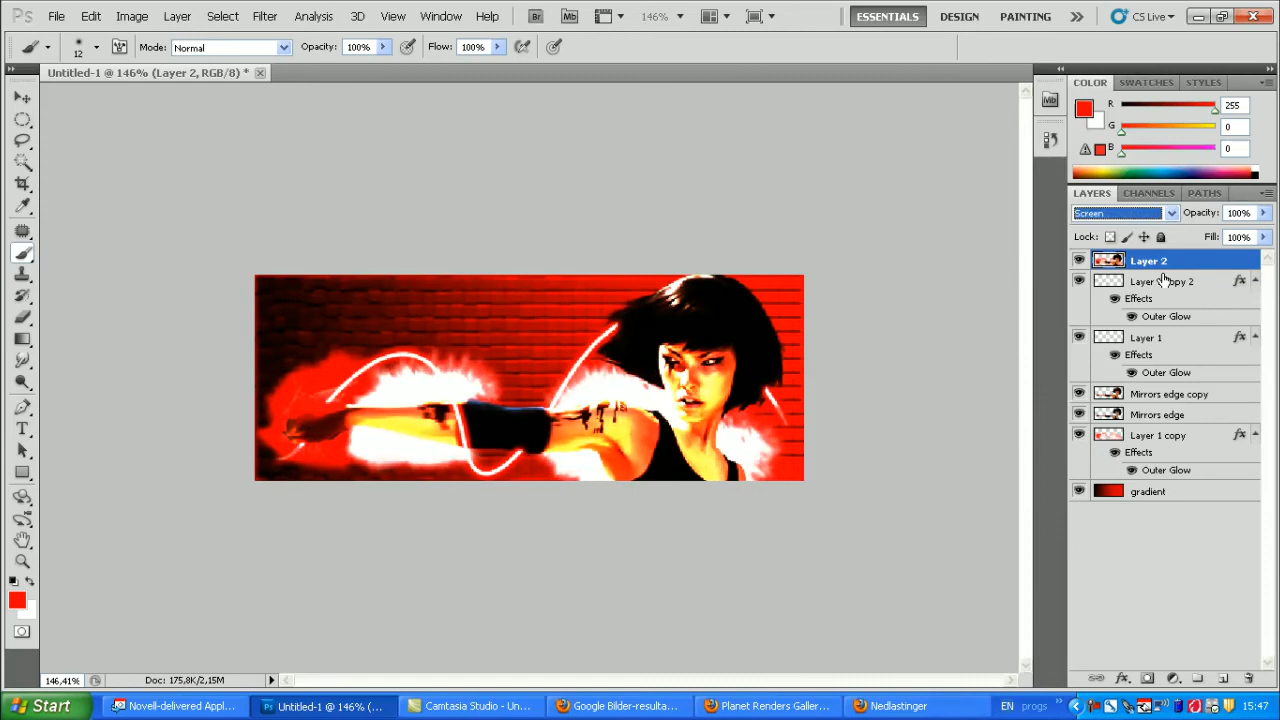 Ps File Edit Image Layer Select Filter Analysis 3D View Window Help Br Mb 146% ESSENTIALS DESIGN PAINTING CS Live
12 Mode: Normal Opacity: 100% Flow: 100%
Untitled-1 @ 146% (Layer 2, RGB/8) *
COLOR SWATCHES STYLES
Mb
R 255
G 0
B 0
LAYERS CHANNELS PATHS
Screen Opacity: 100%
Lock: Fill: 100%
Layer 2
Layer copy 2 fx
Effects
Outer Glow
Layer 1 fx
Effects
Outer Glow
Mirrors edge copy
Mirrors edge
Layer 1 copy fx
Effects
Outer Glow
gradient
146,41% Doc: 175,8K/2,15M
Start Novell-delivered Appl... Untitled-1 @ 146% (... Camtasia Studio - Un... Google Bilder-resulta... Planet Renders Galler... Nedlastinger EN progs 15:47